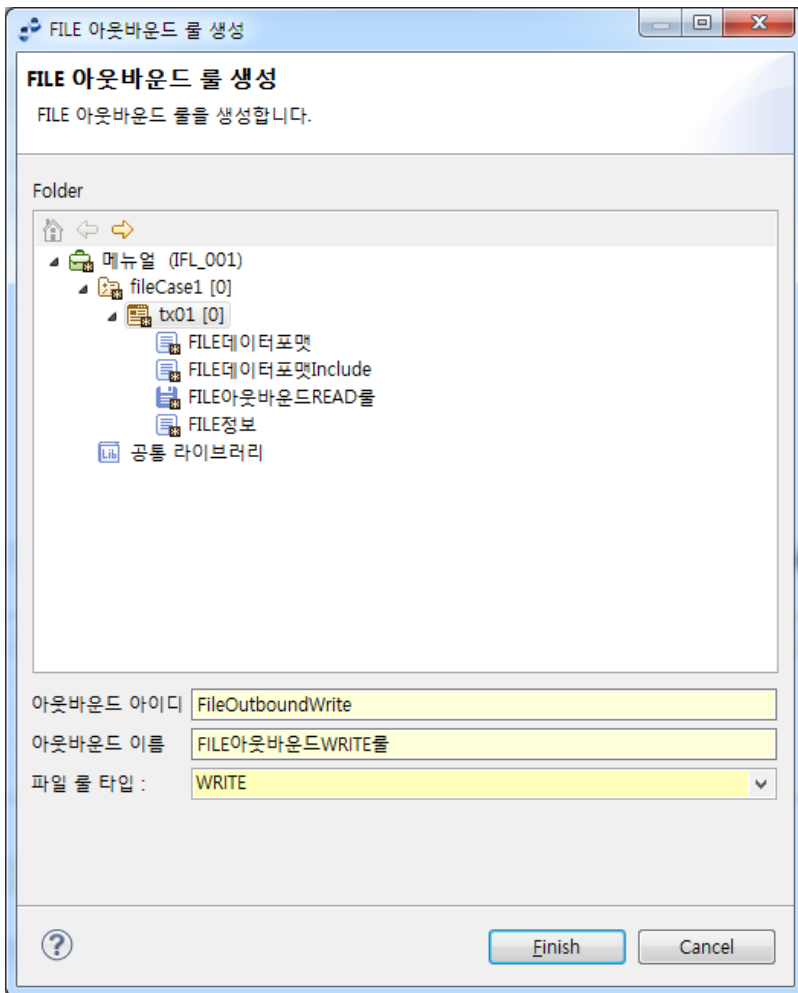 FILE 아웃바운드 룰 생성
FILE 아웃바운드 룰 생성
FILE 아웃바운드 룰을 생성합니다.
Folder
메뉴얼 (IFL_001)
fileCase1 [0]
tx01 [0]
FILE데이터포맷
FILE데이터포맷Include
FILE아웃바운드READ룰
FILE정보
Lib 공통 라이브러리
아웃바운드 아이디 FileOutboundWrite
아웃바운드 이름 FILE아웃바운드WRITE룰
파일 룰 타입 : WRITE
? Finish Cancel